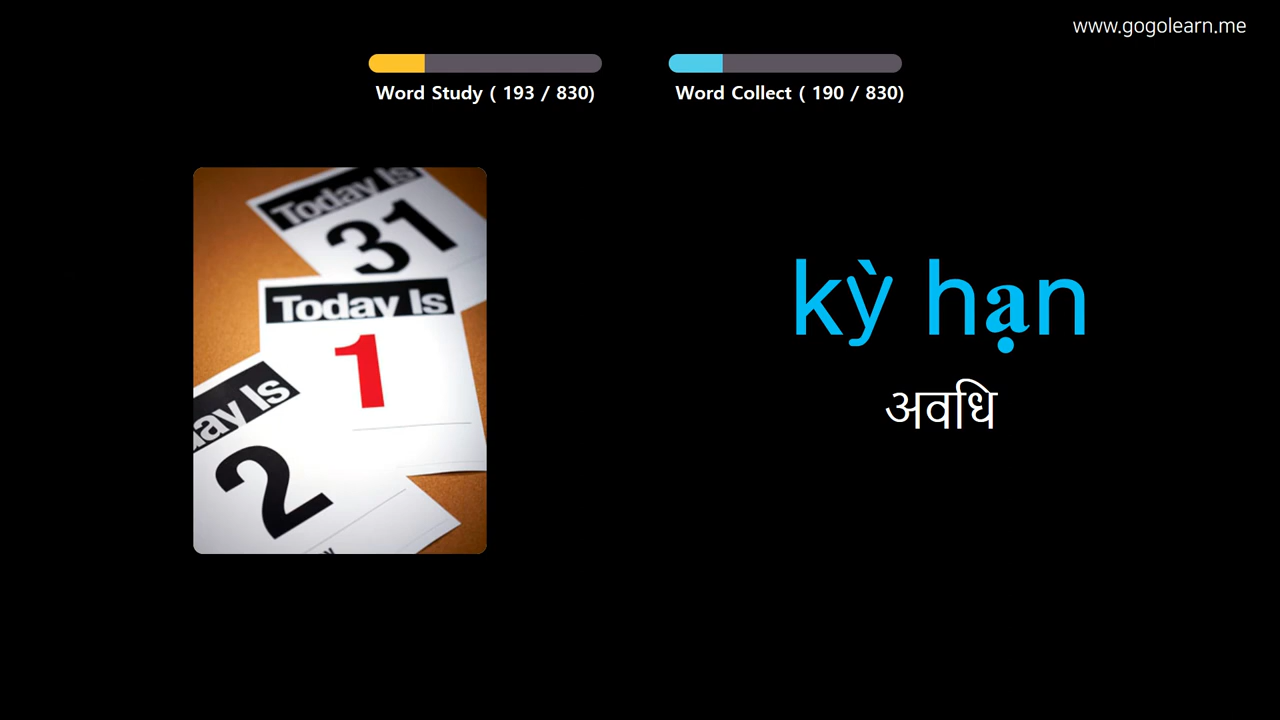 www.gogolearn.me
Word Study ( 193 / 830)
Word Collect ( 190 / 830)
Today Is
31
Today Is
1
ay Is
2
kỳ hạn
अवधि